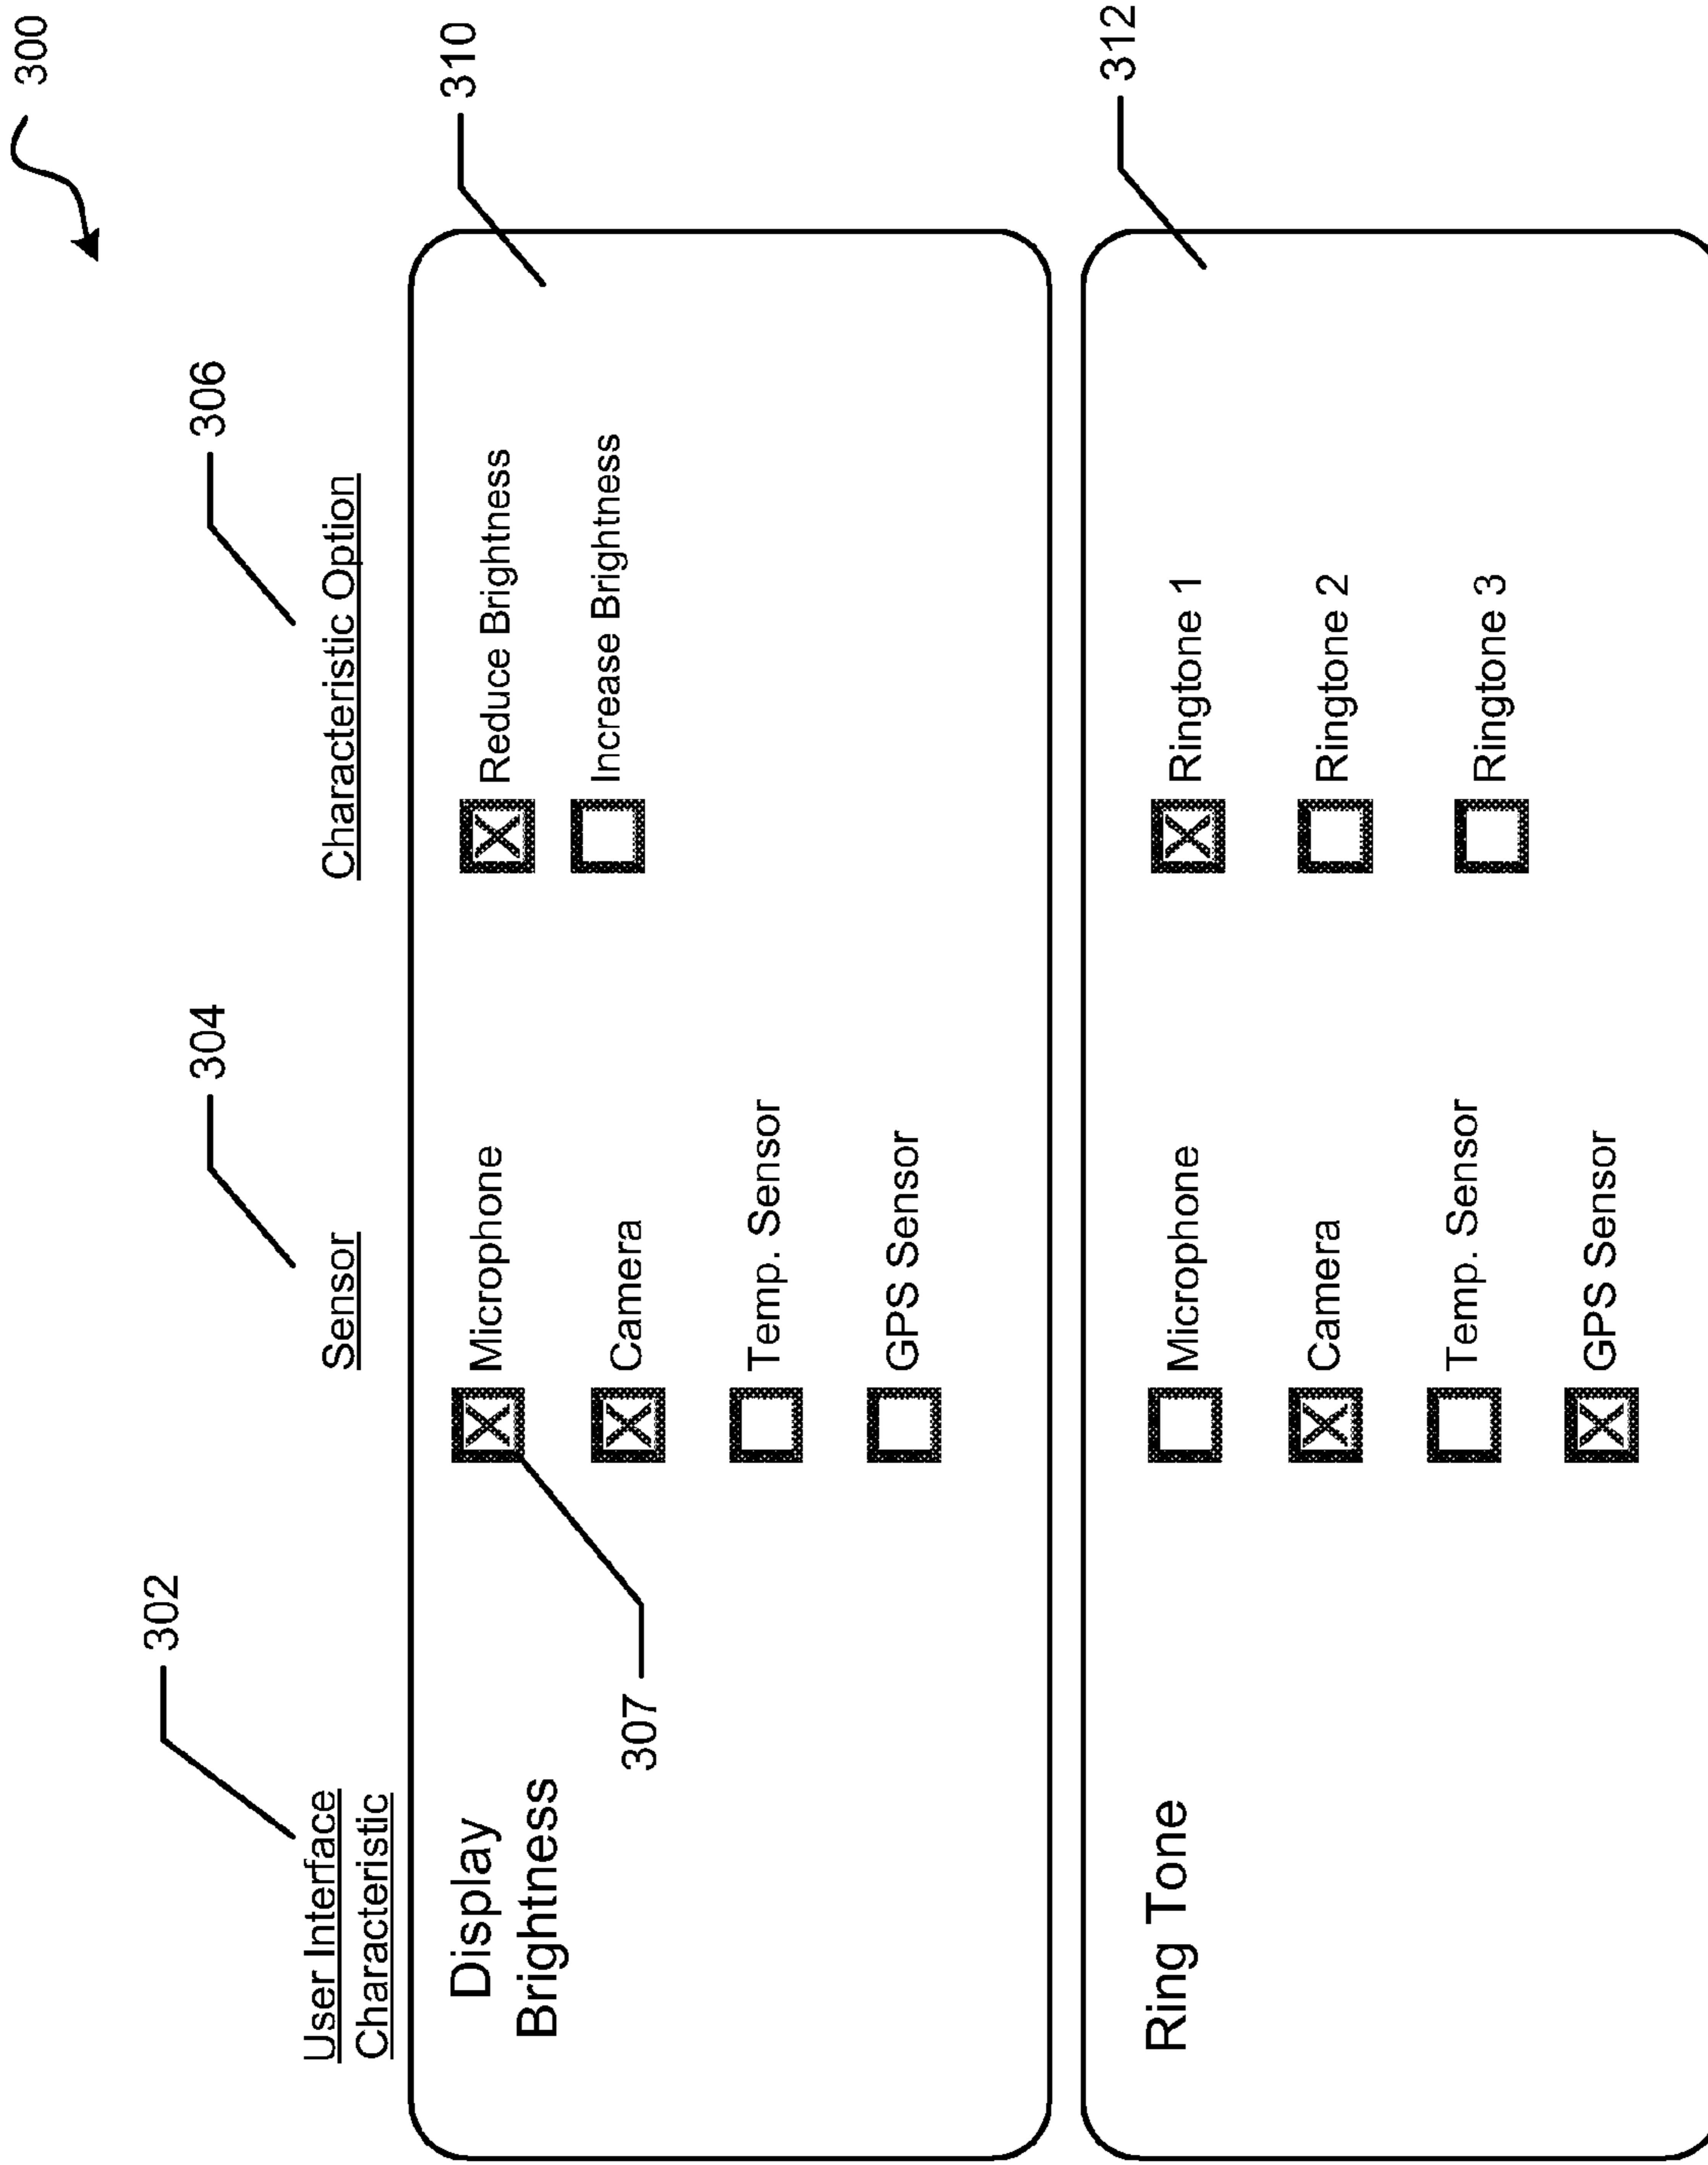 300
302
304
306
User Interface
Characteristic
Sensor
Characteristic Option
310
Display
Brightness
307
Microphone
Camera
Temp. Sensor
GPS Sensor
Reduce Brightness
Increase Brightness
312
Ring Tone
Microphone
Camera
Temp. Sensor
GPS Sensor
Ringtone 1
Ringtone 2
Ringtone 3